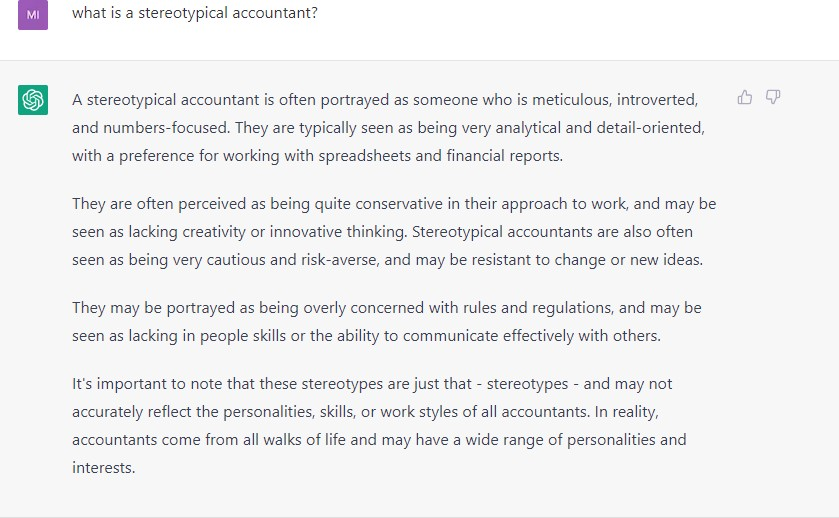 MI
what is a stereotypical accountant?
A stereotypical accountant is often portrayed as someone who is meticulous, introverted,
and numbers-focused. They are typically seen as being very analytical and detail-oriented,
with a preference for working with spreadsheets and financial reports.
They are often perceived as being quite conservative in their approach to work, and may be
seen as lacking creativity or innovative thinking. Stereotypical accountants are also often
seen as being very cautious and risk-averse, and may be resistant to change or new ideas.
They may be portrayed as being overly concerned with rules and regulations, and may be
seen as lacking in people skills or the ability to communicate effectively with others.
It's important to note that these stereotypes are just that - stereotypes - and may not
accurately reflect the personalities, skills, or work styles of all accountants. In reality,
accountants come from all walks of life and may have a wide range of personalities and
interests.